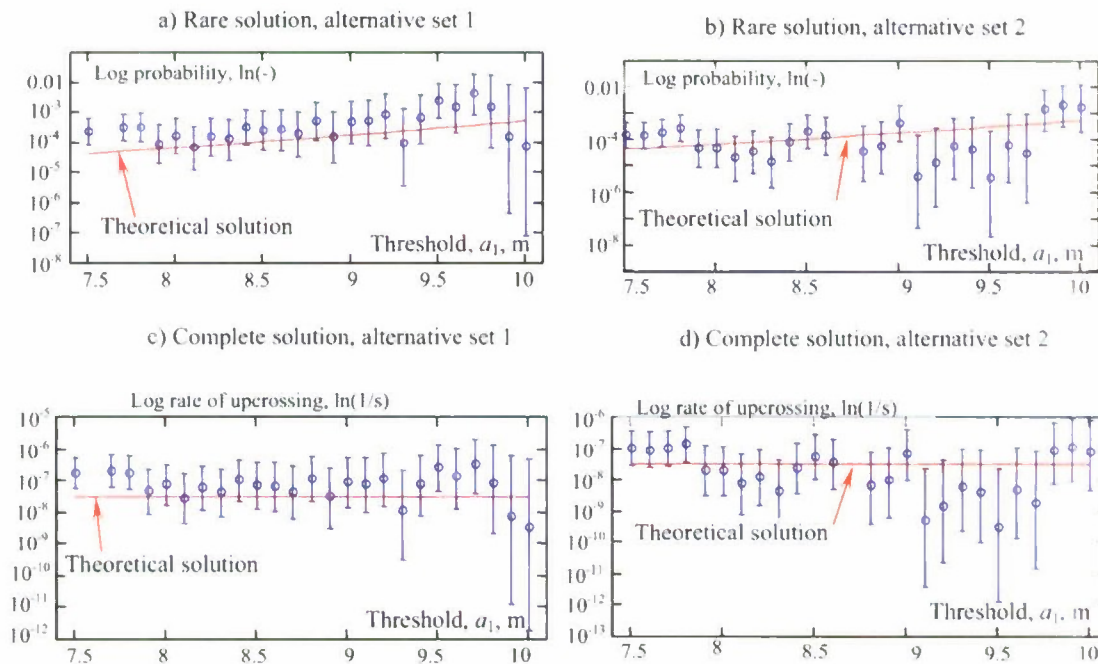 a) Rare solution, alternative set 1
Log probability, ln(-)
0.01
10-3
10-4
10-5
10-6
10-7
10-8
Theoretical solution
Threshold, a1, m
7.5 8 8.5 9 9.5 10
b) Rare solution, alternative set 2
Log probability, ln(-)
0.01
10-4
10-6
10-8
Theoretical solution
Threshold, a1, m
7.5 8 8.5 9 9.5 10
c) Complete solution, alternative set 1
Log rate of upcrossing, ln(1/s)
10-5
10-6
10-7
10-8
10-9
10-10
10-11
10-12
Theoretical solution
Threshold, a1, m
7.5 8 8.5 9 9.5 10
d) Complete solution, alternative set 2
Log rate of upcrossing, ln(1/s)
10-6
10-7
10-8
10-9
10-10
10-11
10-12
10-13
Theoretical solution
Threshold, a1, m
7.5 8 8.5 9 9.5 10